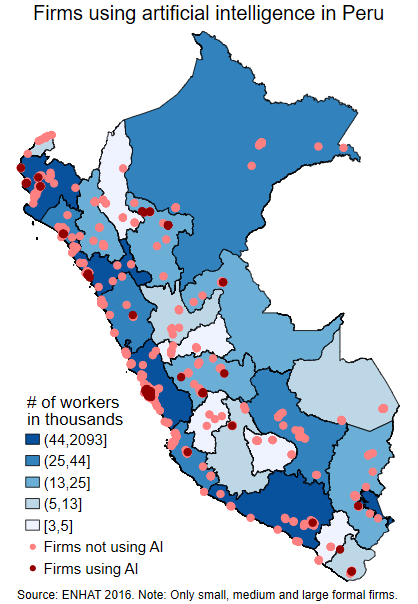 Firms using artificial intelligence in Peru
# of workers
in thousands
(44,2093]
(25,44]
(13,25]
(5,13]
[3,5]
Firms not using AI
Firms using AI
Source: ENHAT 2016. Note: Only small, medium and large formal firms.